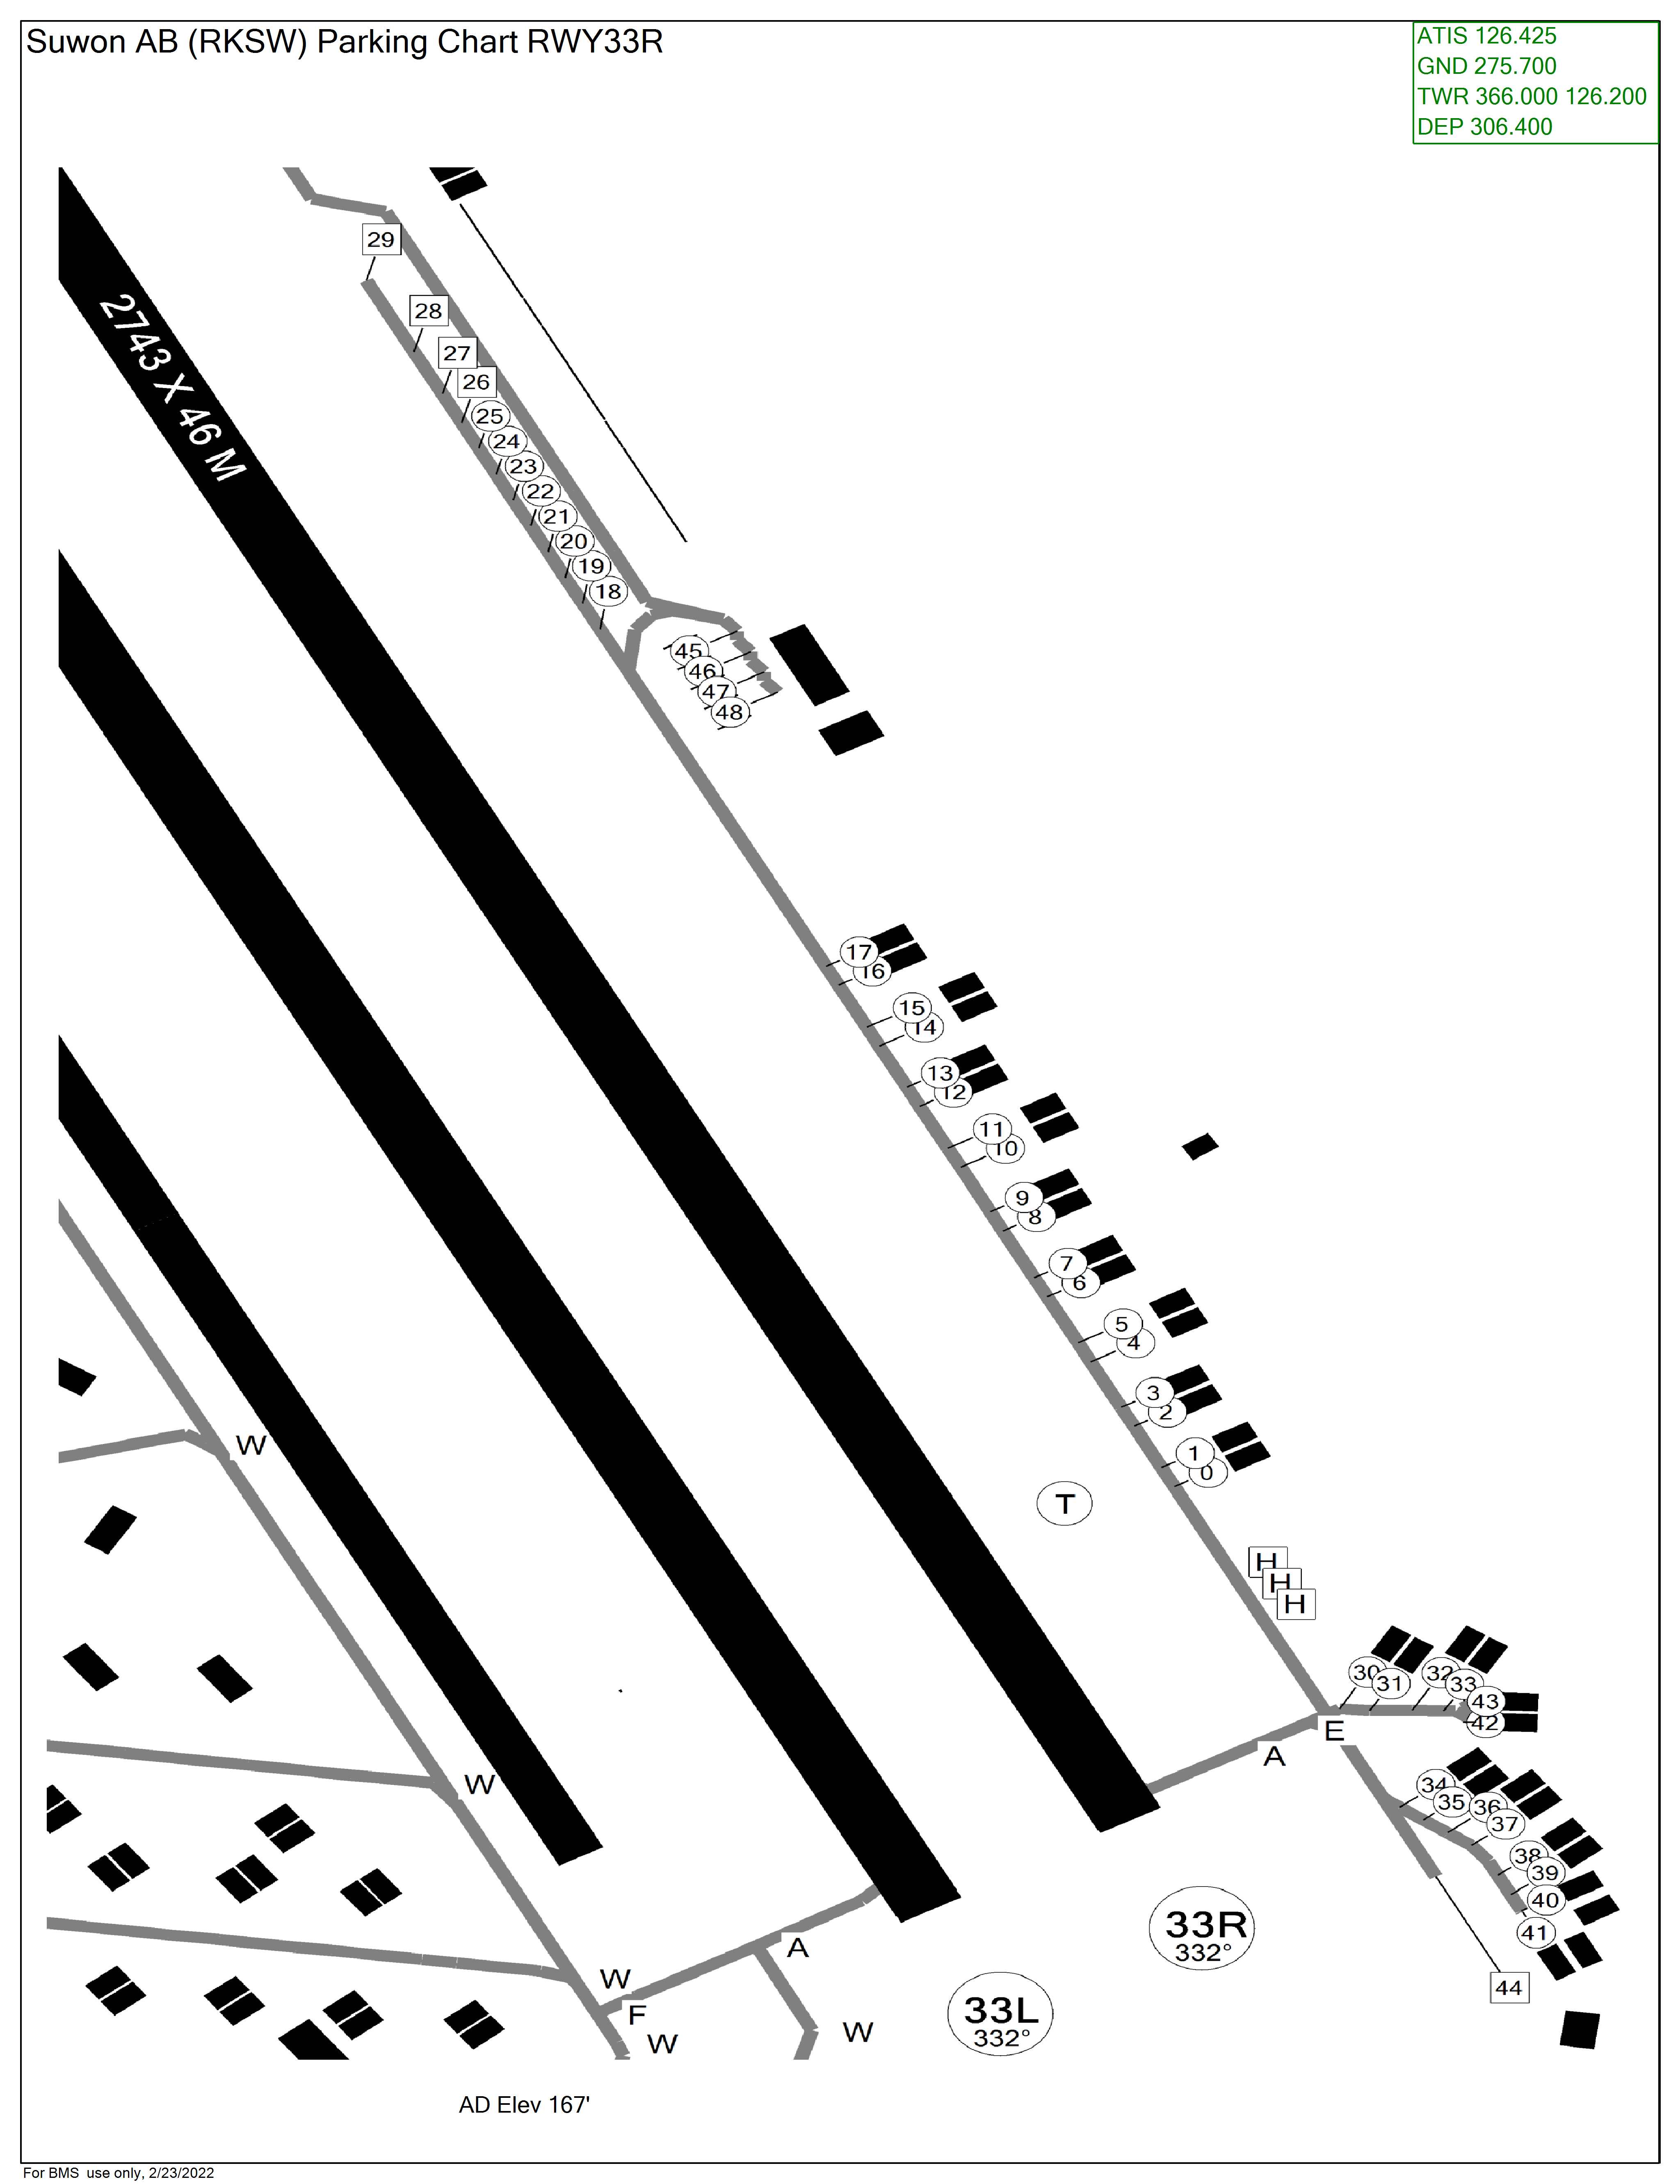 Suwon AB (RKSW) Parking Chart RWY33R
ATIS 126.425
GND 275.700
TWR 366.000 126.200
DEP 306.400
29
28
2743 X 46 M
27
26
25
24
23
22
21
20
19
18
45
46
47
48
17
16
15
14
13
12
11
10
9
8
7
6
5
4
3
2
1
0
W
T
H
H
H
30
31
32
33
43
42
E
A
W
34
35
36
37
38
39
40
41
33R
332°
A
W
44
F
33L
332°
W
W
AD Elev 167'
For BMS use only, 2/23/2022